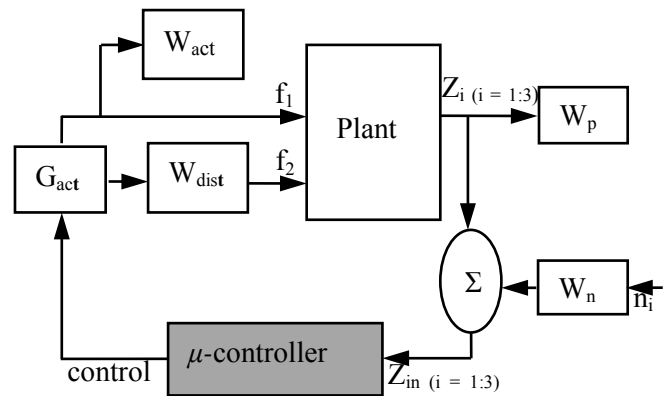 W_act
f_1
Z_i (i = 1:3)
Plant
W_p
G_act
W_dist
f_2
Σ
W_n
n_i
μ-controller
control
Z_in (i = 1:3)